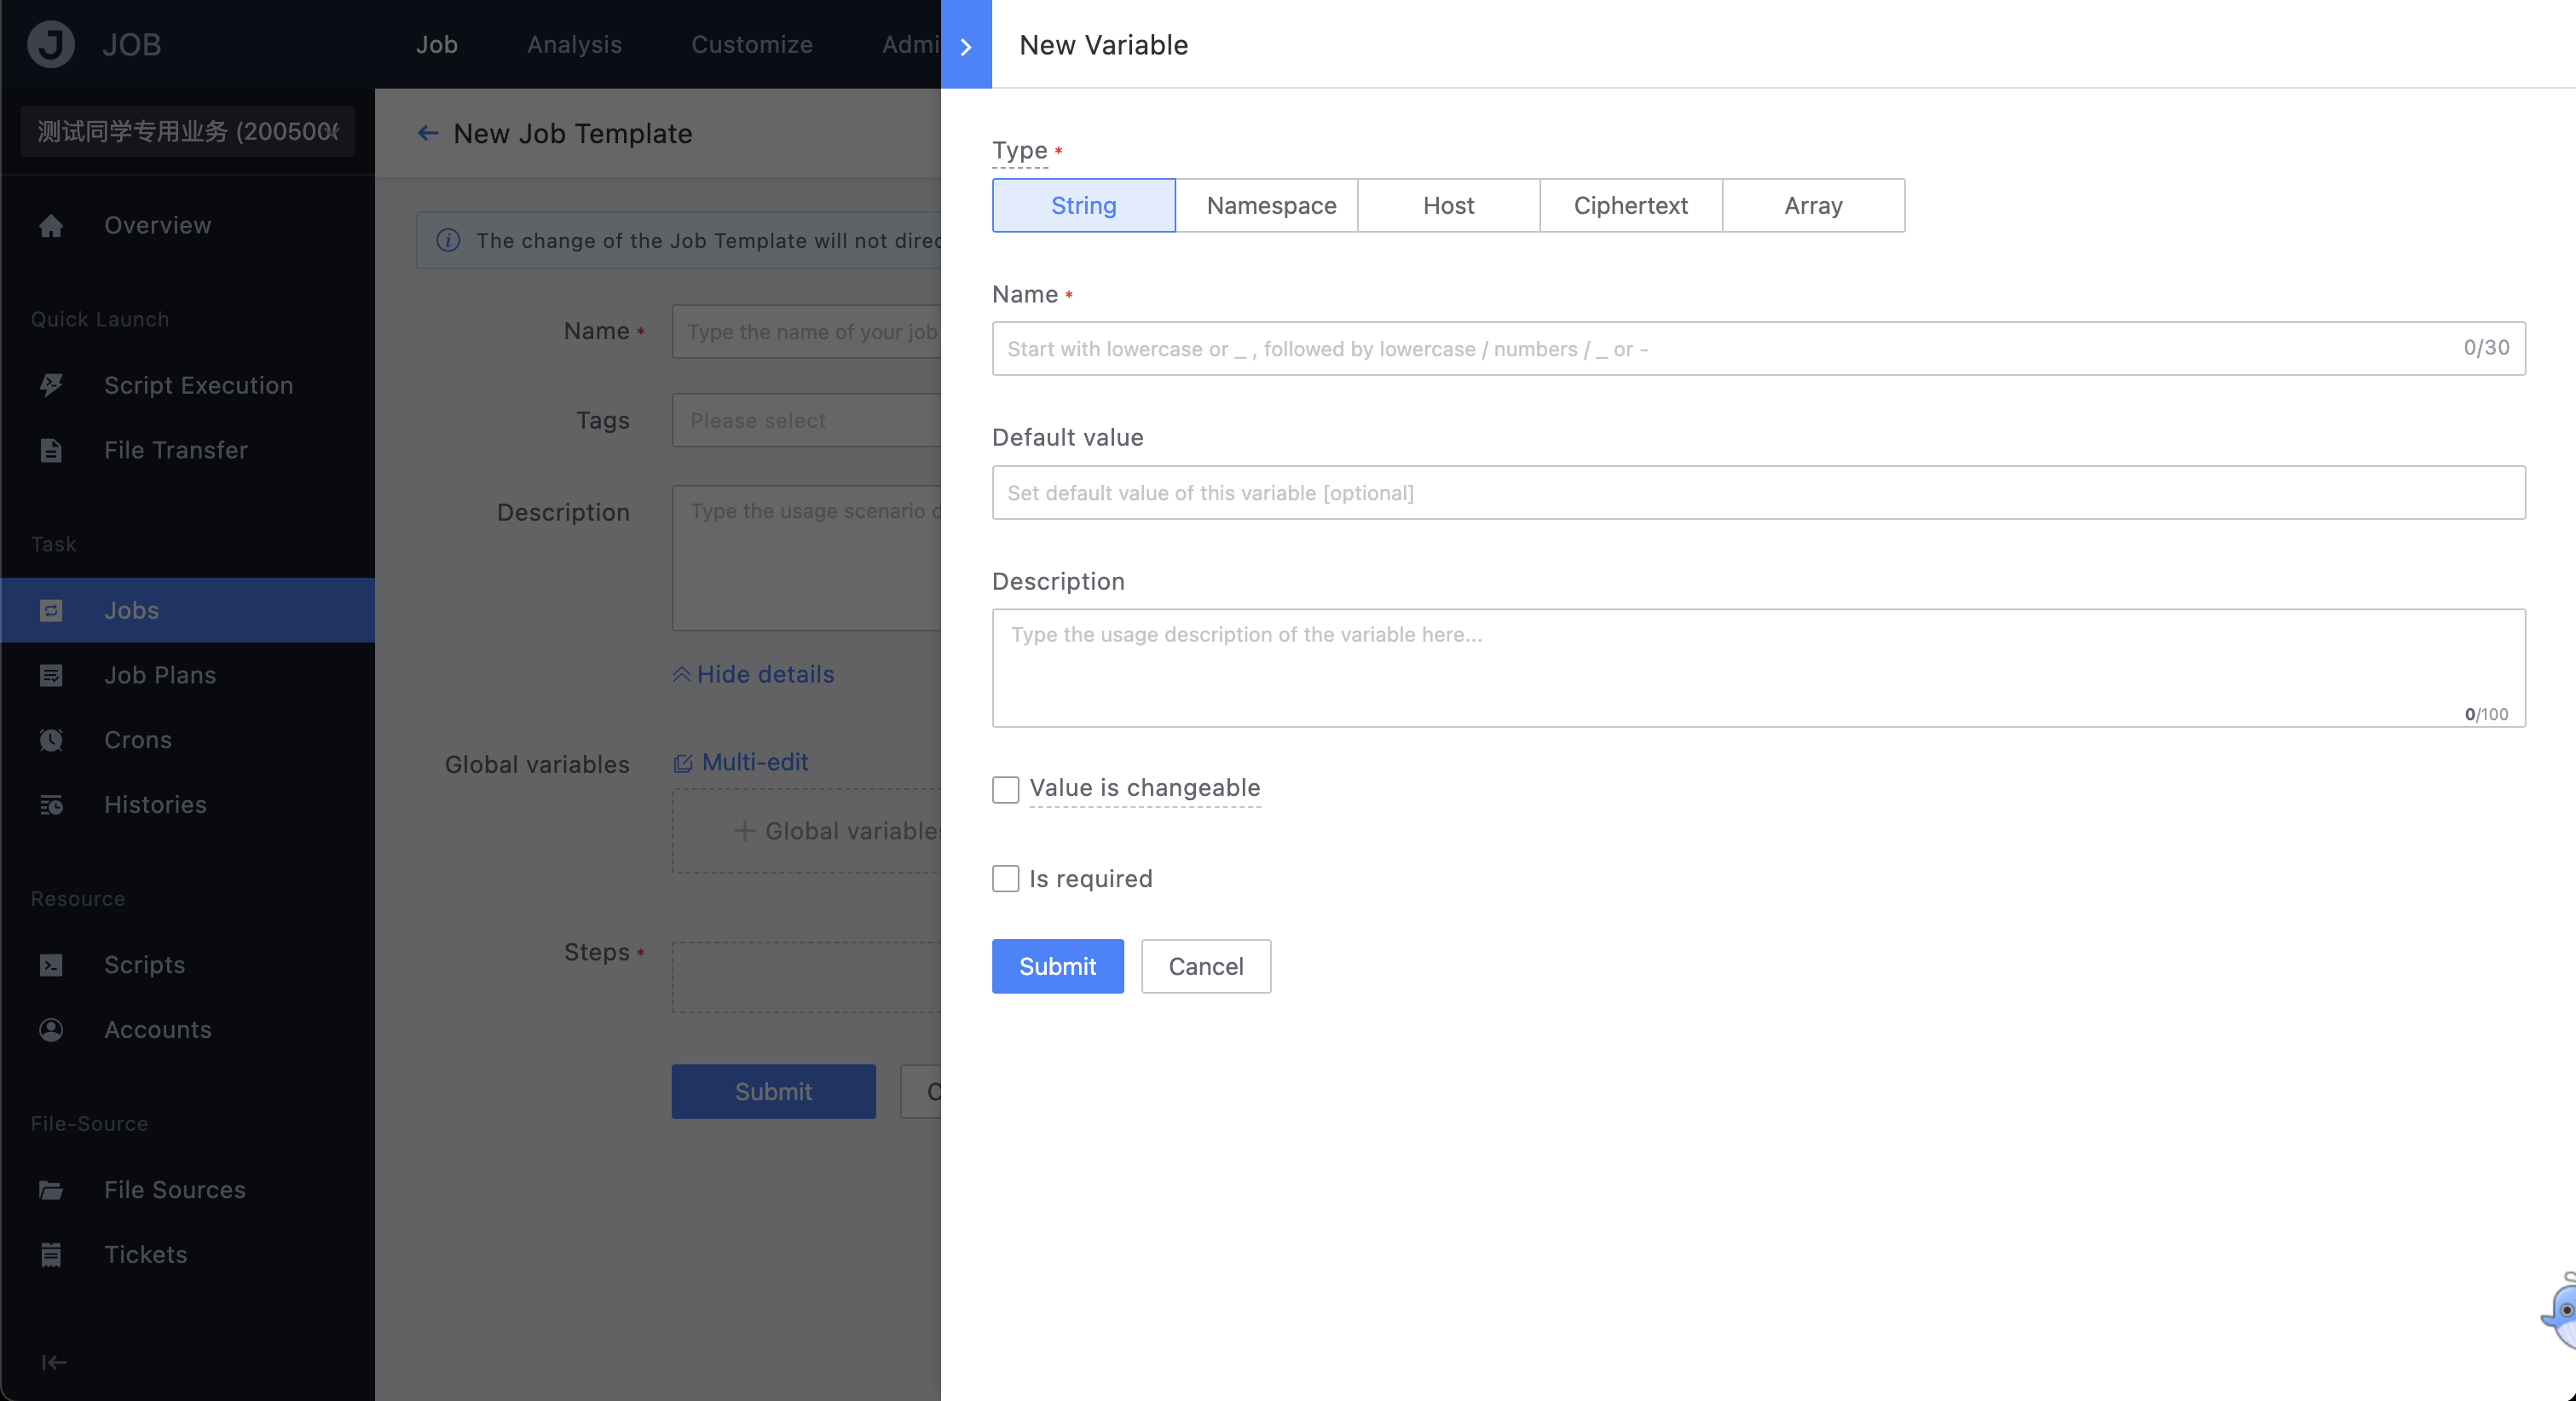 JOB
Job
Analysis
Customize
Admi
测试同学专用业务 (200500
Overview
Quick Launch
Script Execution
File Transfer
Task
Jobs
Job Plans
Crons
Histories
Resource
Scripts
Accounts
File-Source
File Sources
Tickets
New Job Template
The change of the Job Template will not direc
Name *
Type the name of your job
Tags
Please select
Description
Type the usage scenario
Hide details
Global variables
Multi-edit
+ Global variables
Steps *
Submit
C
New Variable
Type *
String
Namespace
Host
Ciphertext
Array
Name *
Start with lowercase or _ , followed by lowercase / numbers / _ or -
0/30
Default value
Set default value of this variable [optional]
Description
Type the usage description of the variable here...
0/100
Value is changeable
Is required
Submit
Cancel